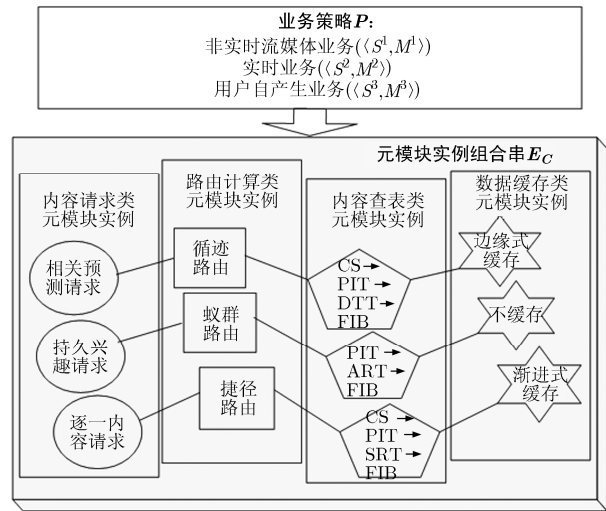 业务策略P:
非实时流媒体业务(⟨S¹,M¹⟩)
实时业务(⟨S²,M²⟩)
用户自产生业务(⟨S³,M³⟩)
元模块实例组合串E_C
内容请求类
元模块实例
路由计算类
元模块实例
内容查表类
元模块实例
数据缓存类
元模块实例
相关预
测请求
循迹
路由
CS→
PIT→
DTT→
FIB
边缘式
缓存
持久兴
趣请求
蚁群
路由
PIT→
ART→
FIB
不缓存
逐一内
容请求
捷径
路由
CS→
PIT→
SRT→
FIB
渐进式
缓存